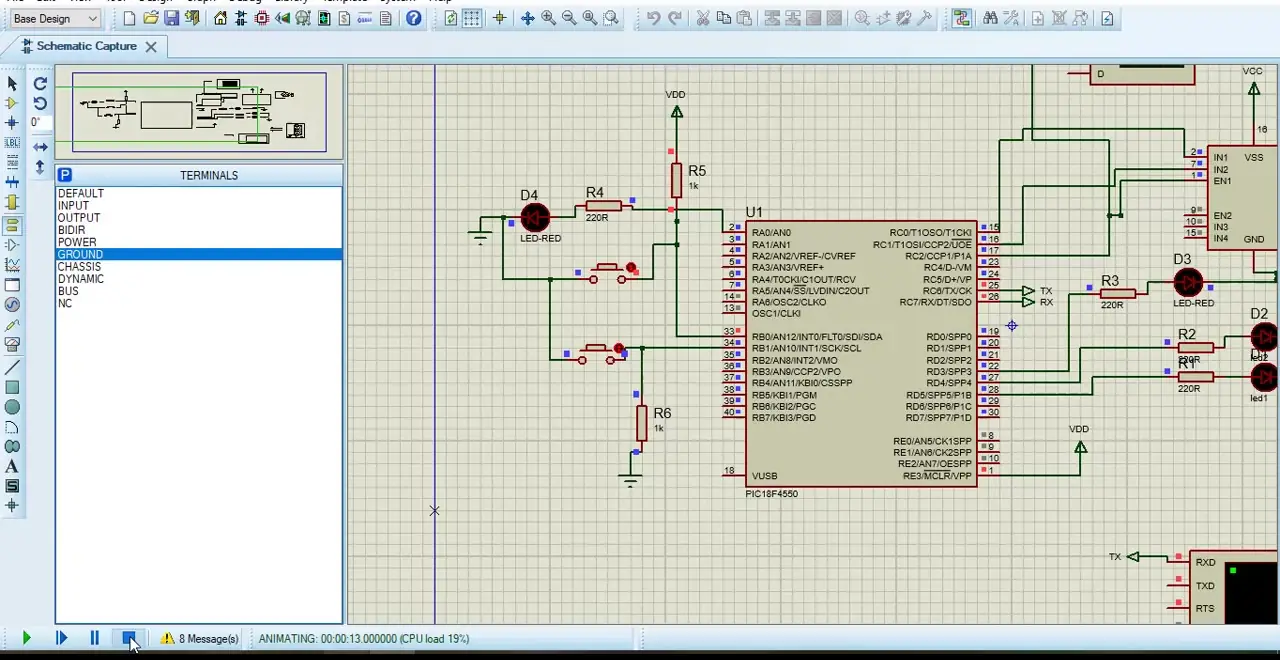 Base Design
Schematic Capture
0°
LBL
TERMINALS
DEFAULT
INPUT
OUTPUT
BIDIR
POWER
GROUND
CHASSIS
DYNAMIC
BUS
NC
VDD
R5
1k
D4
LED-RED
R4
220R
R6
1k
U1
2 RA0/AN0
3 RA1/AN1
4 RA2/AN2/VREF-/CVREF
5 RA3/AN3/VREF+
6 RA4/T0CKI/C1OUT/RCV
7 RA5/AN4/SS/LVDIN/C2OUT
14 RA6/OSC2/CLKO
13 OSC1/CLKI
33 RB0/AN12/INT0/FLT0/SDI/SDA
34 RB1/AN10/INT1/SCK/SCL
35 RB2/AN8/INT2/VMO
36 RB3/AN9/CCP2/VPO
37 RB4/AN11/KBI0/CSSPP
38 RB5/KBI1/PGM
39 RB6/KBI2/PGC
40 RB7/KBI3/PGD
18 VUSB
RC0/T1OSO/T1CKI 15
RC1/T1OSI/CCP2/UOE 16
RC2/CCP1/P1A 17
RC4/D-/VM 23
RC5/D+/VP 24
RC6/TX/CK 25 TX
RC7/RX/DT/SDO 26 RX
RD0/SPP0 19
RD1/SPP1 20
RD2/SPP2 21
RD3/SPP3 22
RD4/SPP4 27
RD5/SPP5/P1B 28
RD6/SPP6/P1C 29
RD7/SPP7/P1D 30
RE0/AN5/CK1SPP 8
RE1/AN6/CK2SPP 9
RE2/AN7/OESPP 10
RE3/MCLR/VPP 1
PIC18F4550
D
VCC
16
2 IN1 VSS
7 IN2
1 EN1
9 EN2
10 IN3
15 IN4 GND
R3
220R
D3
LED-RED
D2
R2
220R
led2
R1
220R
led1
VDD
TX
RXD
TXD
RTS
8 Message(s)
ANIMATING: 00:00:13.000000 (CPU load 19%)